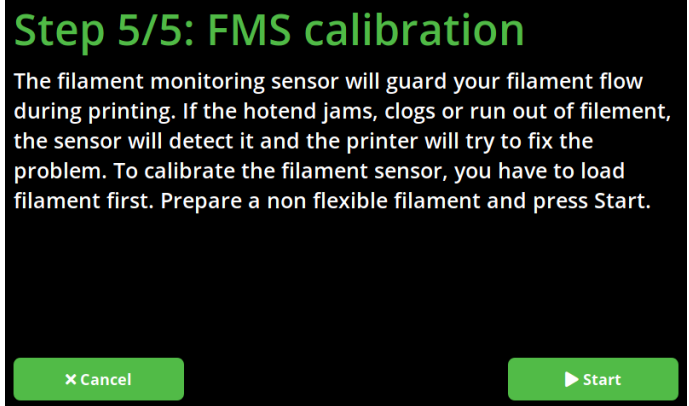 Step 5/5: FMS calibration
The filament monitoring sensor will guard your filament flow
during printing. If the hotend jams, clogs or run out of filement,
the sensor will detect it and the printer will try to fix the
problem. To calibrate the filament sensor, you have to load
filament first. Prepare a non flexible filament and press Start.
Cancel
Start